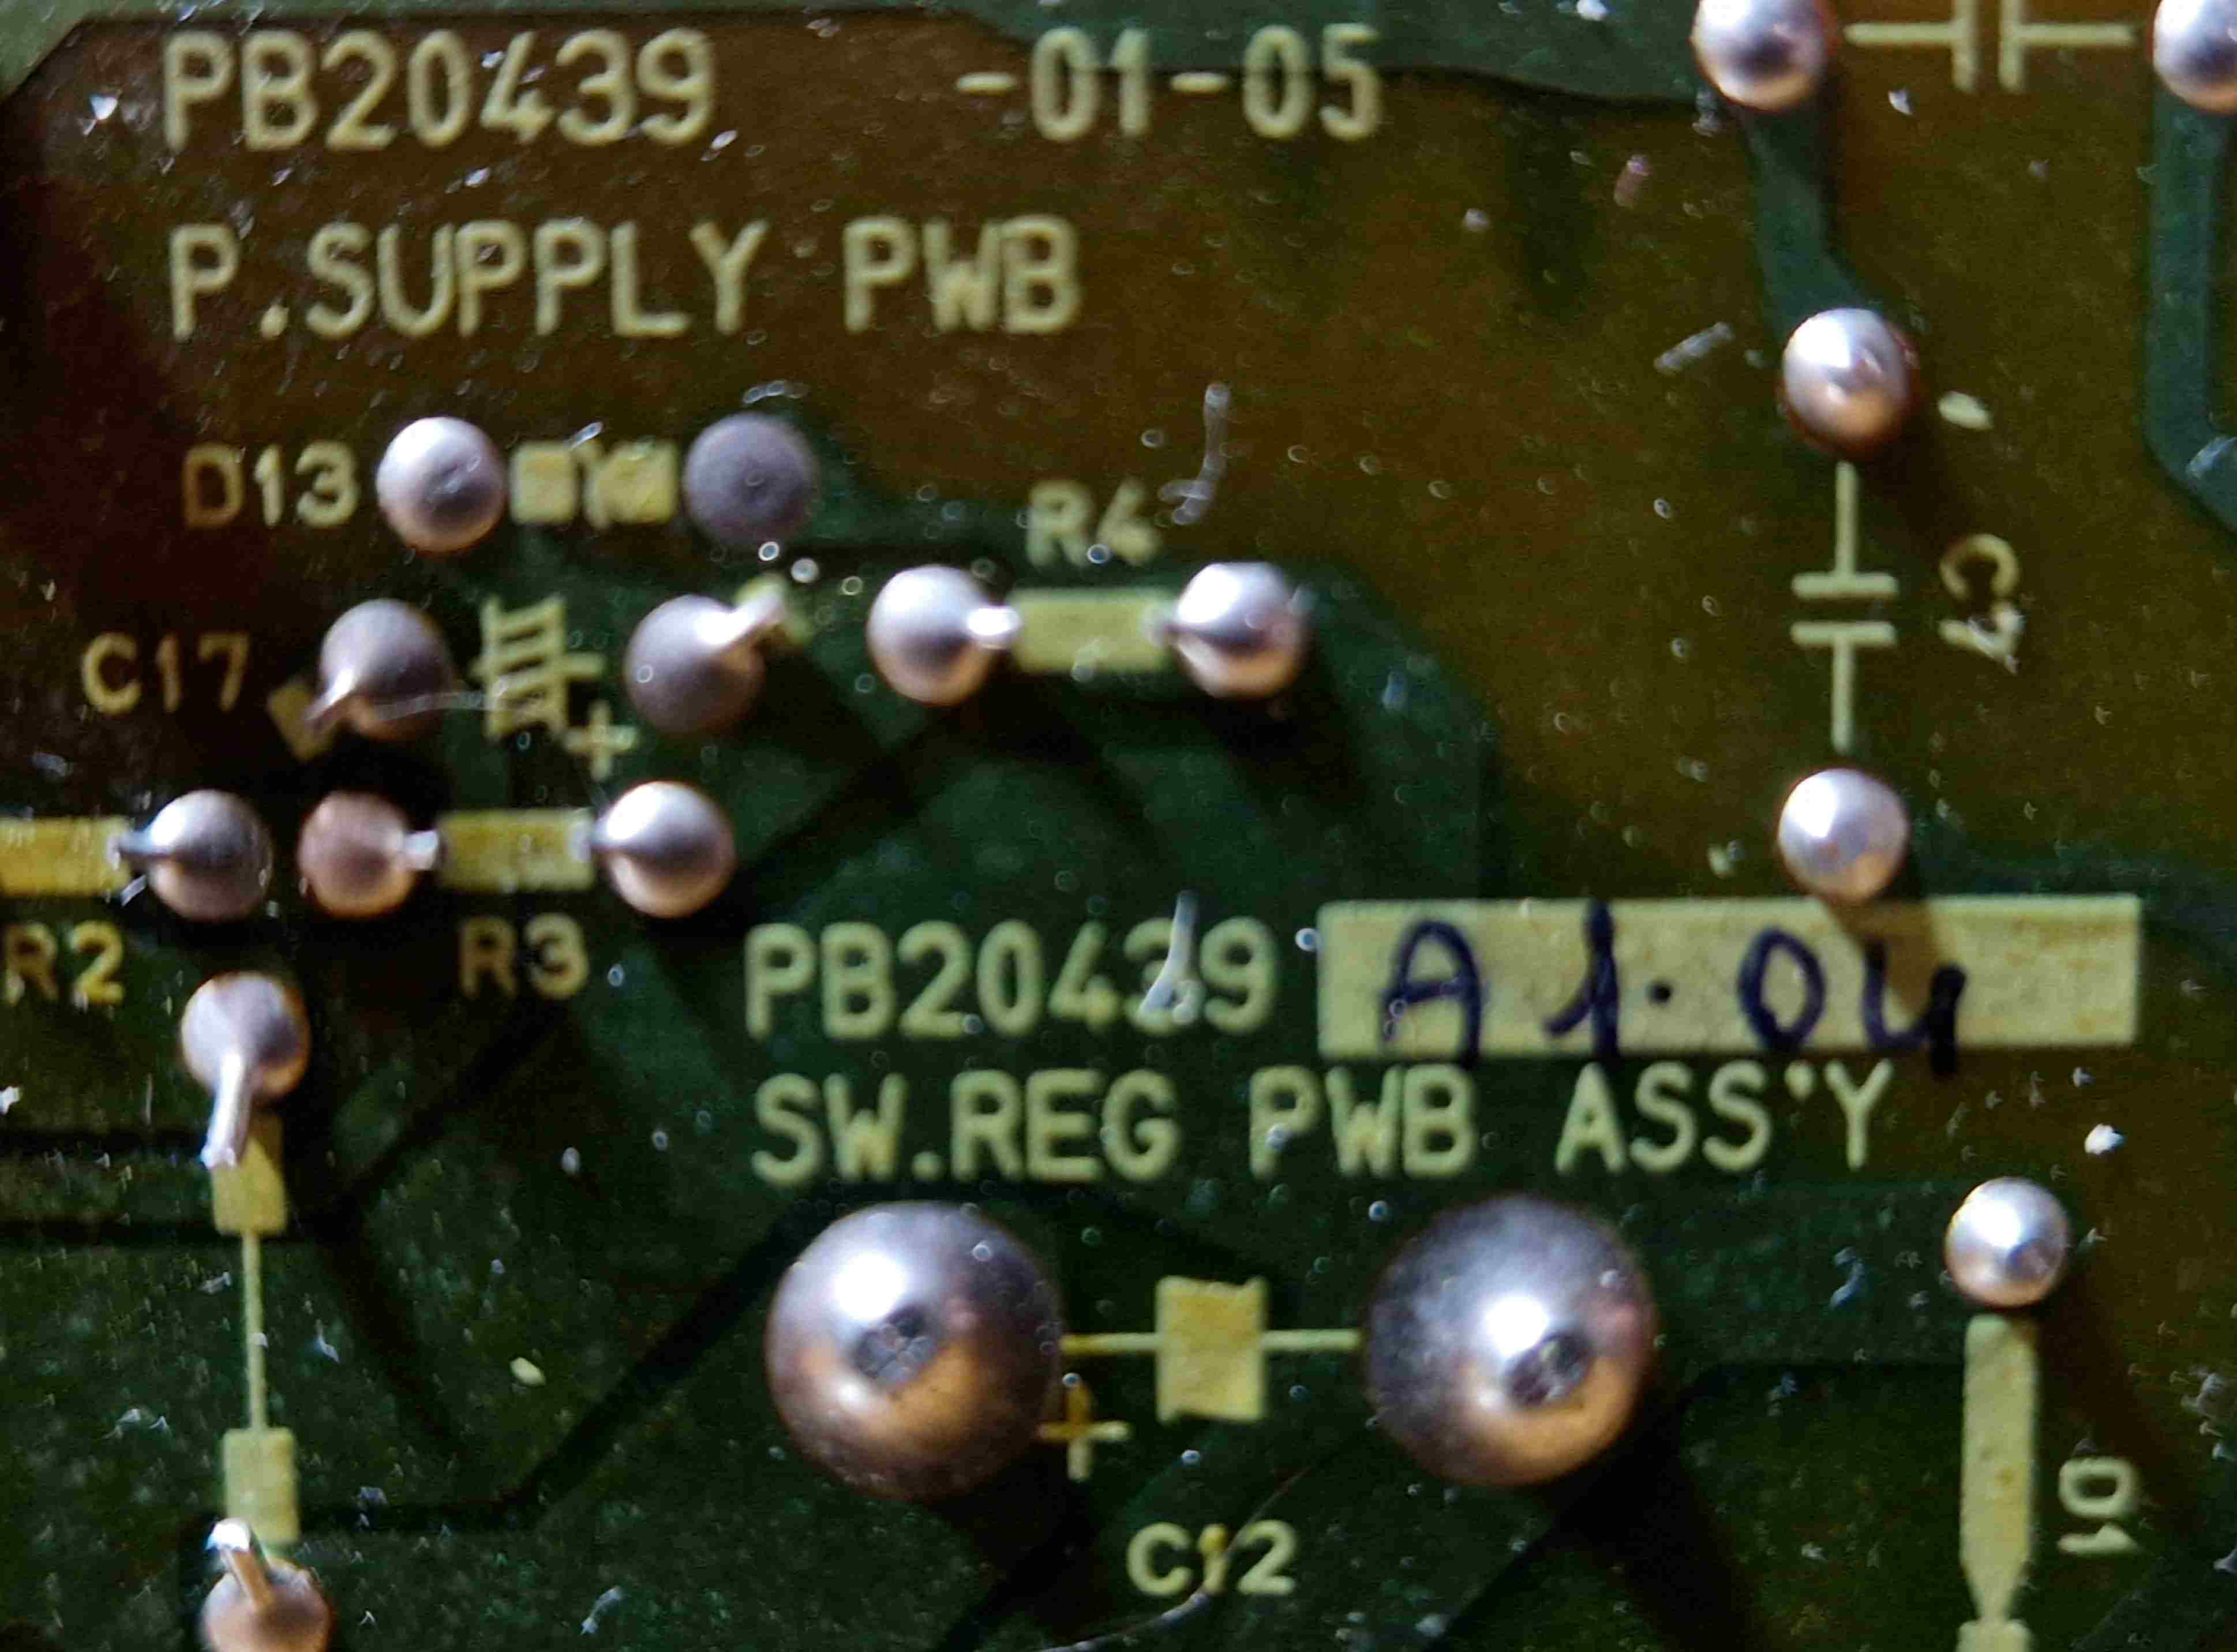 PB20439 -01-05
P.SUPPLY PWB
D13
R4
C7
C17
+
R2
R3
PB20439 A1.04
SW.REG PWB ASS'Y
+
C12
D1